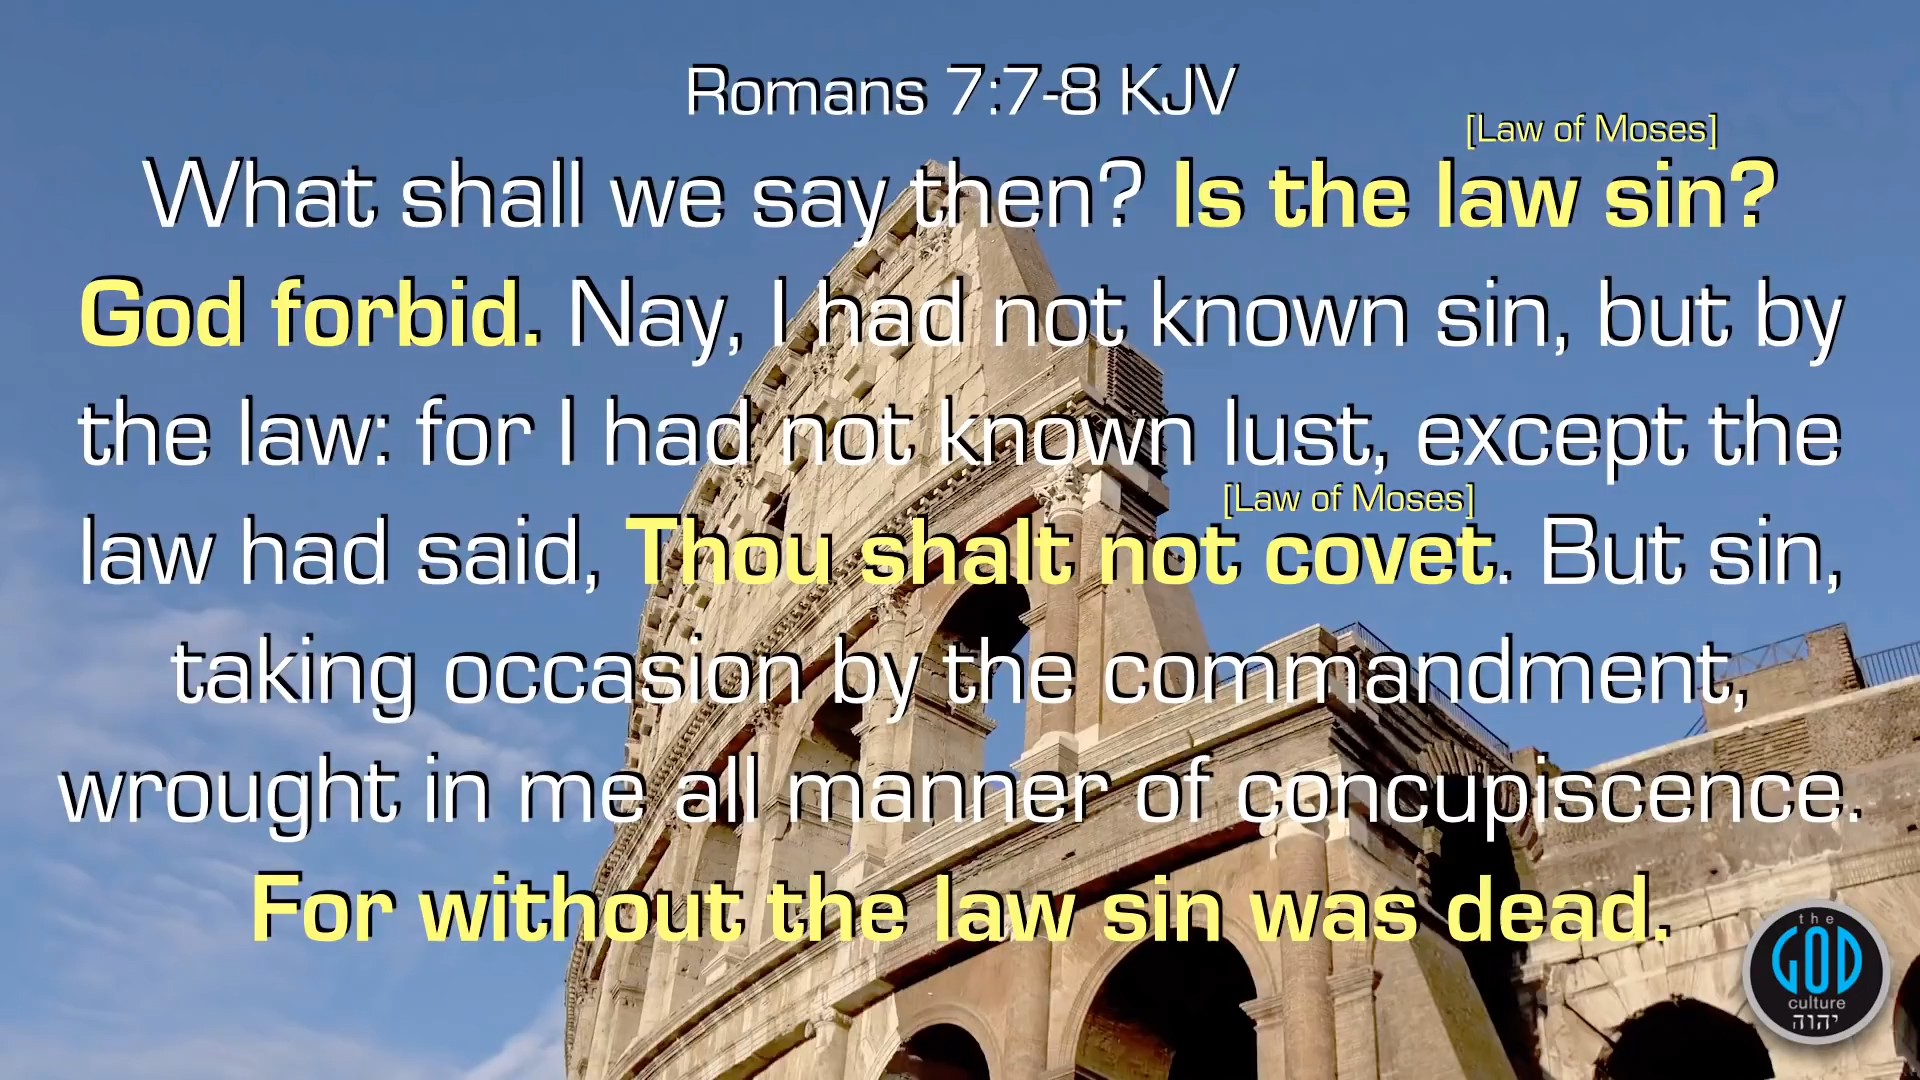 Romans 7:7-8 KJV
[Law of Moses]
What shall we say then? Is the law sin?
God forbid. Nay, I had not known sin, but by
the law: for I had not known lust, except the
[Law of Moses]
law had said, Thou shalt not covet. But sin,
taking occasion by the commandment,
wrought in me all manner of concupiscence.
For without the law sin was dead.
the
GOD
culture
יהוה